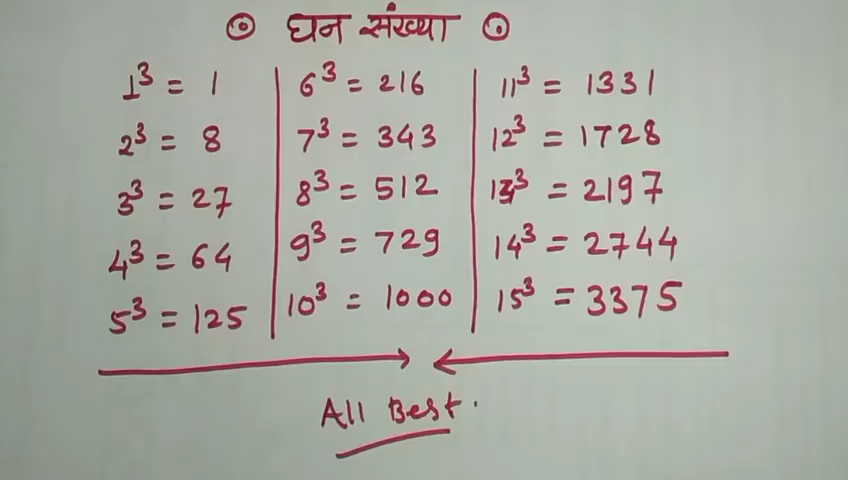 घन संख्या
1³ = 1
2³ = 8
3³ = 27
4³ = 64
5³ = 125
6³ = 216
7³ = 343
8³ = 512
9³ = 729
10³ = 1000
11³ = 1331
12³ = 1728
13³ = 2197
14³ = 2744
15³ = 3375
All Best.